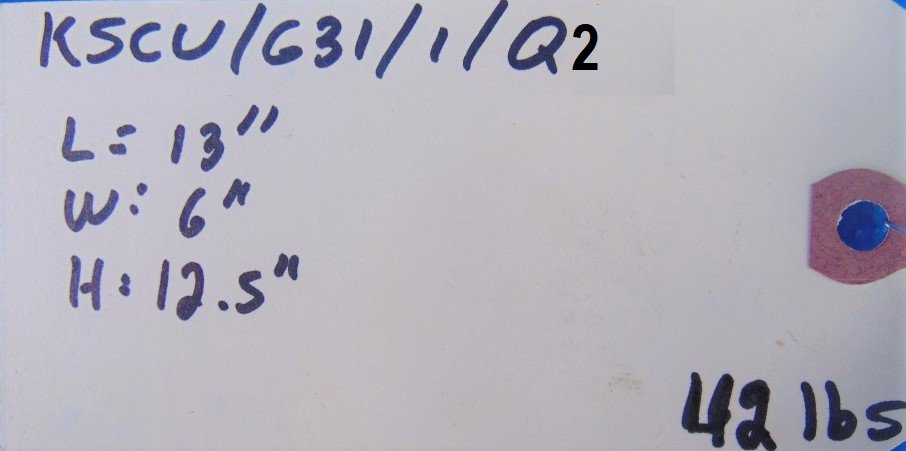 KSCU/G31/1/Q2
L= 13"
W: 6"
H: 12.5"
42 lbs